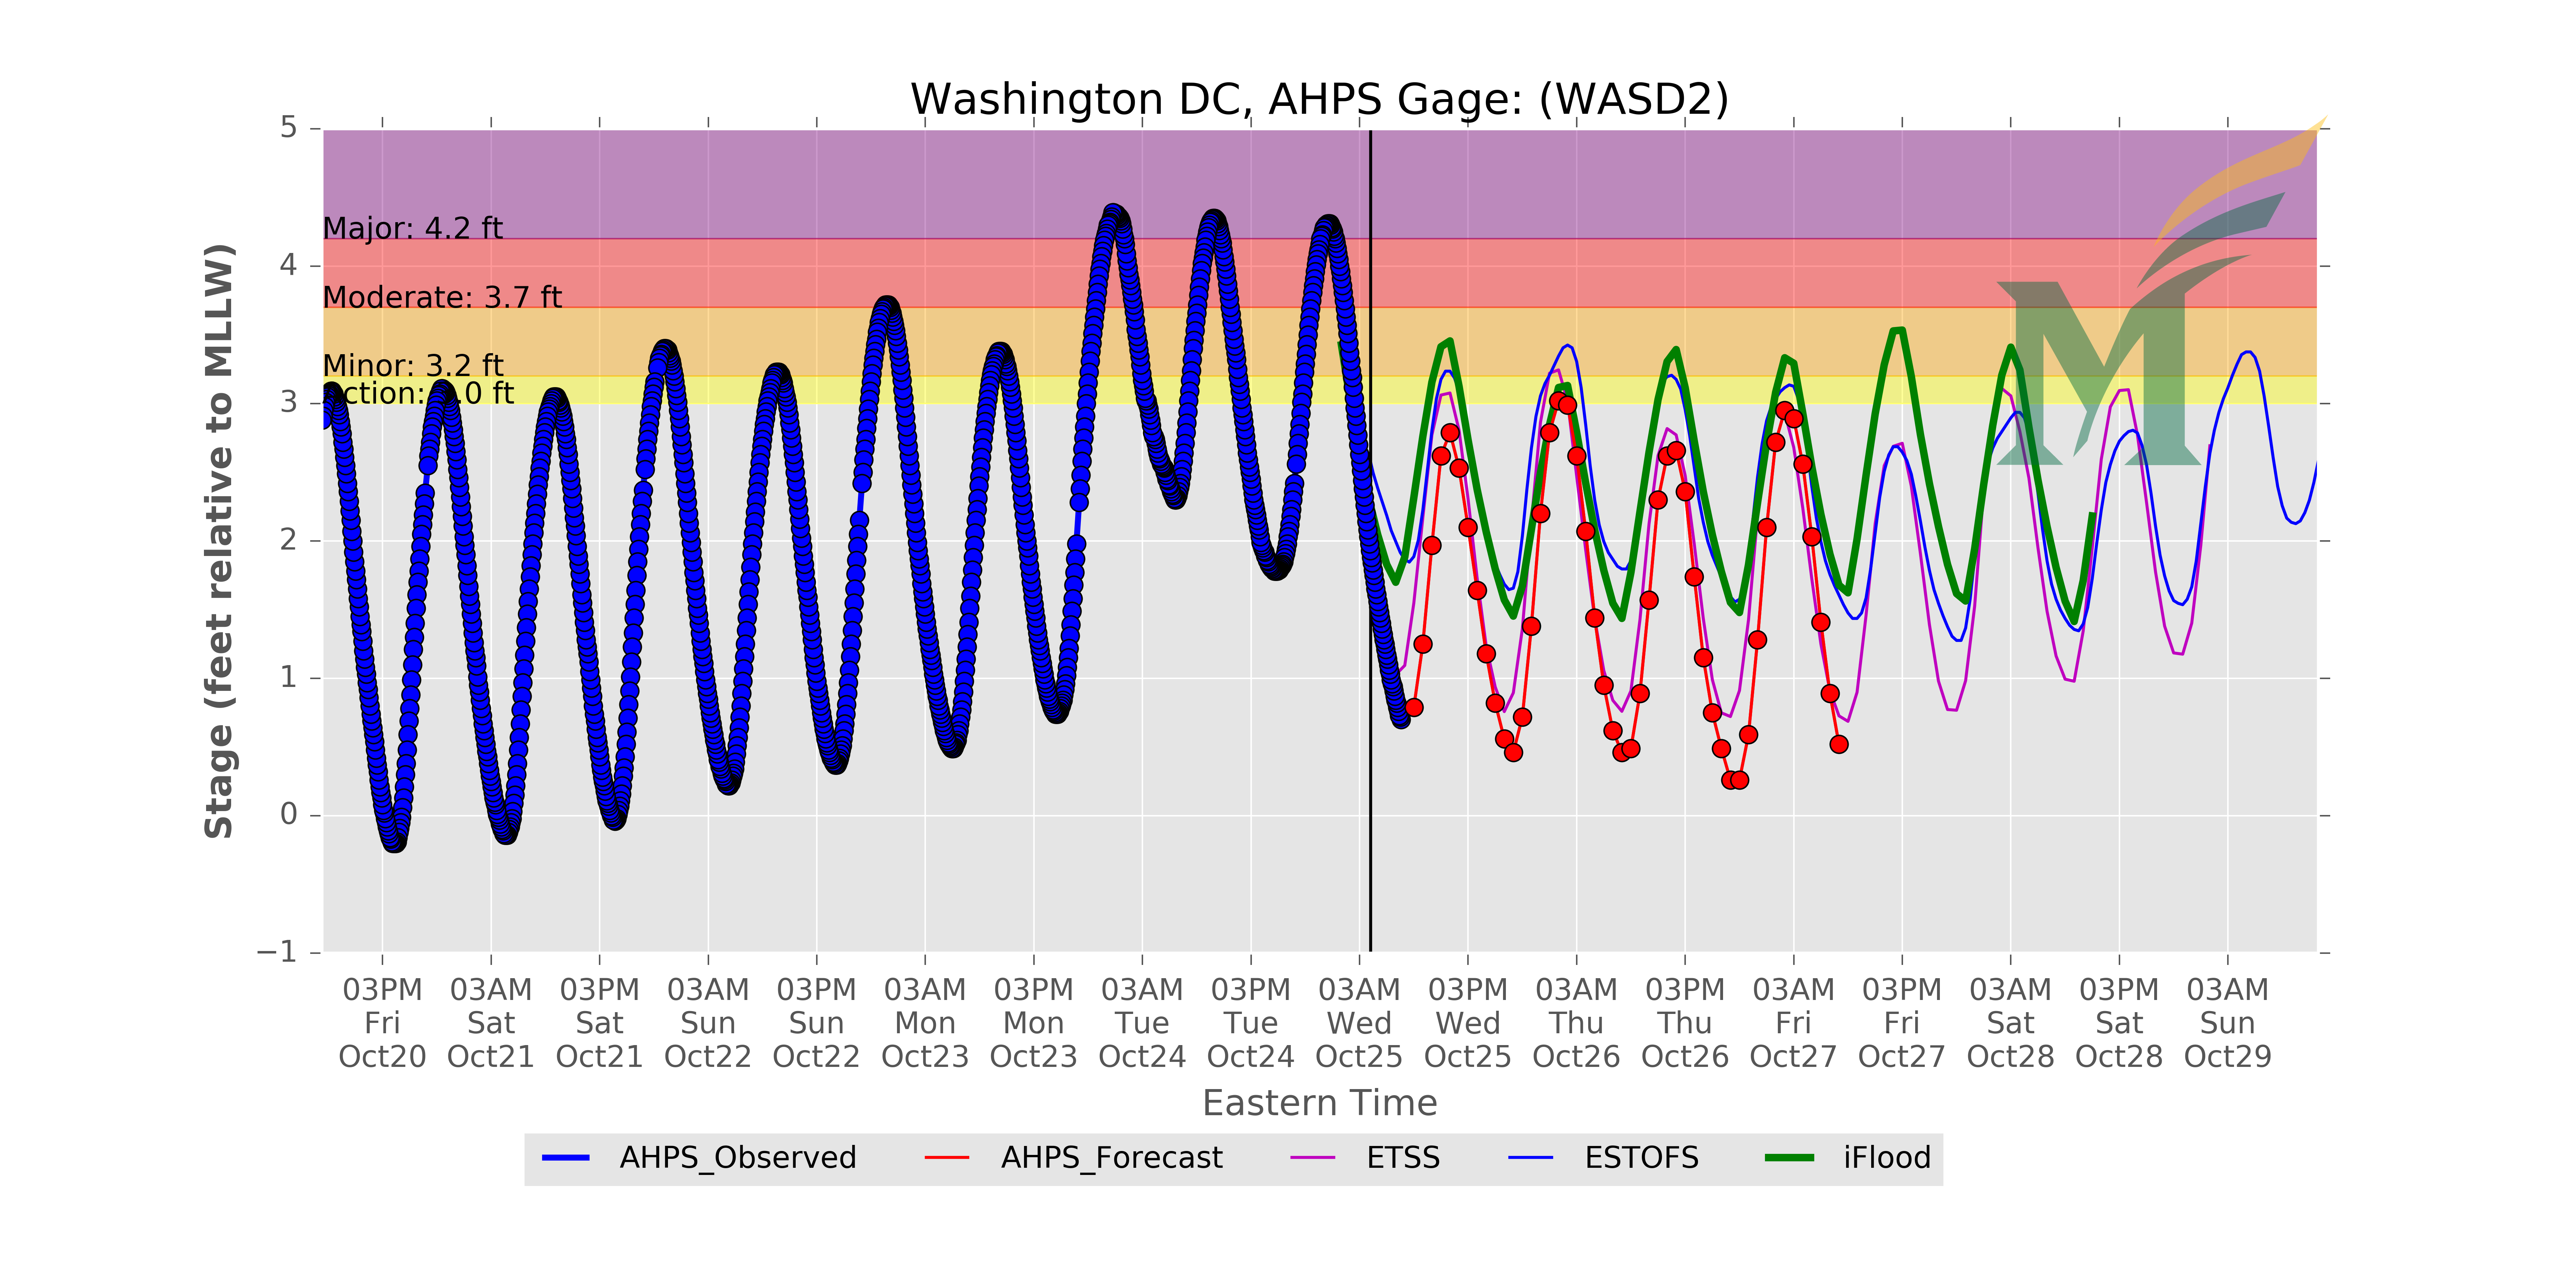 Washington DC, AHPS Gage: (WASD2)
Stage (feet relative to MLLW)
5
4
3
2
1
0
−1
Major: 4.2 ft
Moderate: 3.7 ft
Minor: 3.2 ft
ft
03PM 03AM 03PM 03AM 03PM 03AM 03PM 03AM 03PM 03AM 03PM 03AM 03PM 03AM 03PM 03AM 03PM 03AM
Fri Sat Sat Sun Sun Mon Mon Tue Tue Wed Wed Thu Thu Fri Fri Sat Sat Sun
Oct20 Oct21 Oct21 Oct22 Oct22 Oct23 Oct23 Oct24 Oct24 Oct25 Oct25 Oct26 Oct26 Oct27 Oct27 Oct28 Oct28 Oct29
Eastern Time
AHPS_Observed AHPS_Forecast ETSS ESTOFS iFlood
M